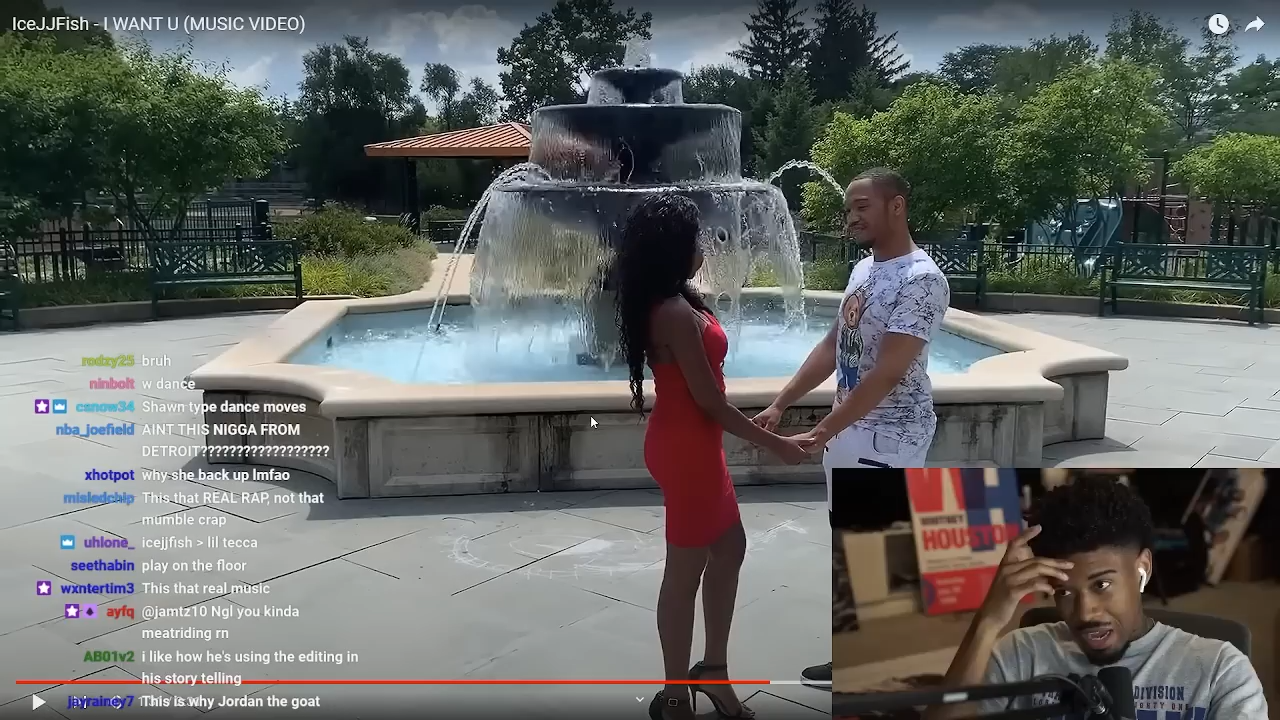 IceJJFish - I WANT U (MUSIC VIDEO)
rodzy25 bruh
ninbolt w dance
csnow34 Shawn type dance moves
nba_joefield AINT THIS NIGGA FROM
DETROIT??????????????????
xhotpot why she back up lmfao
misledchip This that REAL RAP, not that
mumble crap
uhlone_ icejjfish > lil tecca
seethabin play on the floor
wxntertim3 This that real music
ayfq @jamtz10 Ngl you kinda
meatriding rn
AB01v2 i like how he's using the editing in
his story telling
jayrainey7 This is why Jordan the goat
WHITNEY
HOUSTON
DIVISION